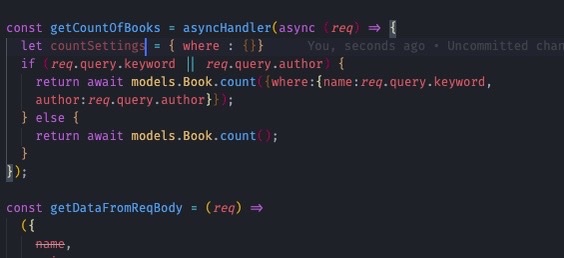 const getCountOfBooks = asyncHandler(async (req) => {
let countSettings = { where : {}} You, seconds ago • Uncommitted chan
if (req.query.keyword || req.query.author) {
return await models.Book.count({where:{name:req.query.keyword,
author:req.query.author}});
} else {
return await models.Book.count();
}
});
const getDataFromReqBody = (req) =>
({
name,